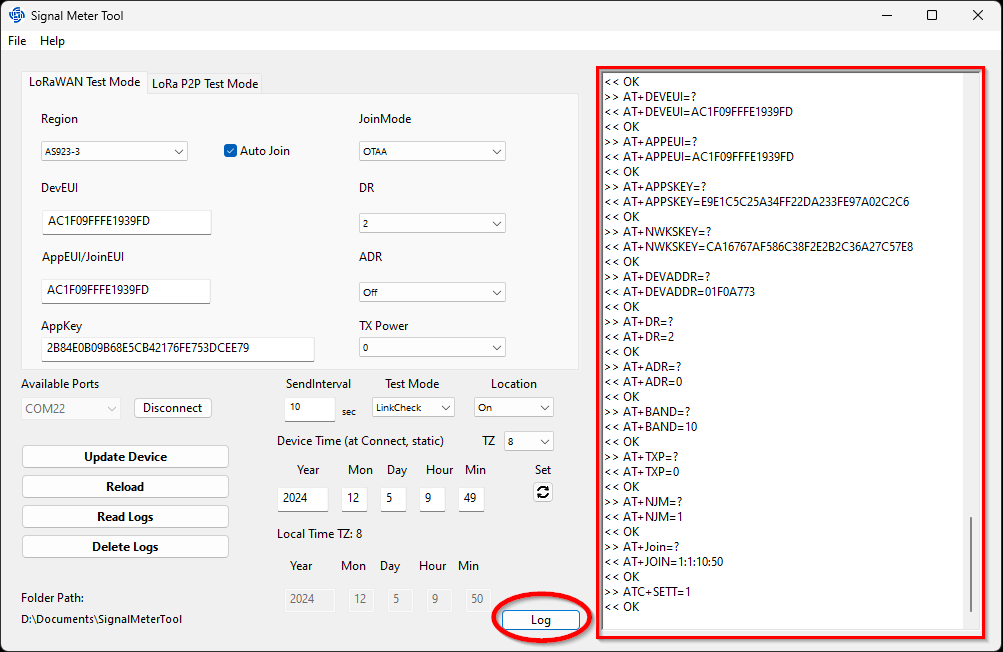 Signal Meter Tool
File Help
LoRaWAN Test Mode LoRa P2P Test Mode
Region JoinMode
AS923-3 Auto Join OTAA
DevEUI DR
AC1F09FFFE1939FD 2
AppEUI/JoinEUI ADR
AC1F09FFFE1939FD Off
AppKey TX Power
2B84E0B09B68E5CB42176FE753DCEE79 0
Available Ports SendInterval Test Mode Location
COM22 Disconnect 10 sec LinkCheck On
Device Time (at Connect, static) TZ 8
Update Device
Year Mon Day Hour Min Set
Reload
2024 12 5 9 49
Read Logs
Local Time TZ: 8
Delete Logs
Year Mon Day Hour Min
Folder Path: 2024 12 5 9 50
D:\Documents\SignalMeterTool Log
<< OK
>> AT+DEVEUI=?
<< AT+DEVEUI=AC1F09FFFE1939FD
<< OK
>> AT+APPEUI=?
<< AT+APPEUI=AC1F09FFFE1939FD
<< OK
>> AT+APPSKEY=?
<< AT+APPSKEY=E9E1C5C25A34FF22DA233FE97A02C2C6
<< OK
>> AT+NWKSKEY=?
<< AT+NWKSKEY=CA16767AF586C38F2E2B2C36A27C57E8
<< OK
>> AT+DEVADDR=?
<< AT+DEVADDR=01F0A773
<< OK
>> AT+DR=?
<< AT+DR=2
<< OK
>> AT+ADR=?
<< AT+ADR=0
<< OK
>> AT+BAND=?
<< AT+BAND=10
<< OK
>> AT+TXP=?
<< AT+TXP=0
<< OK
>> AT+NJM=?
<< AT+NJM=1
<< OK
>> AT+Join=?
<< AT+JOIN=1:1:10:50
<< OK
>> ATC+SETT=1
<< OK